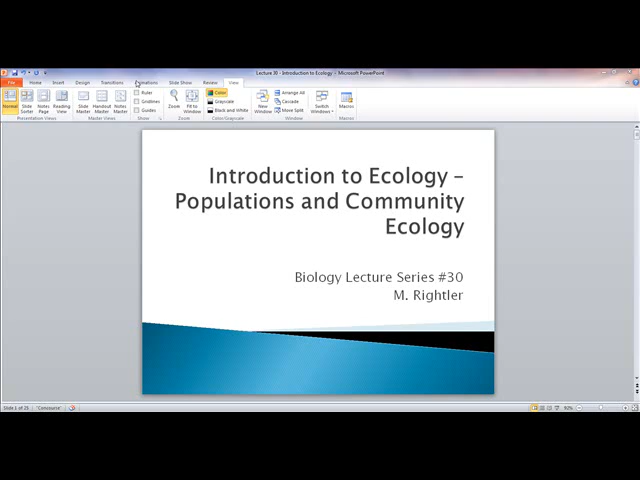 Lecture 30 - Introduction to Ecology - Microsoft PowerPoint
File Home Insert Design Transitions Animations Slide Show Review View
Normal Slide Sorter Notes Page Reading View
Presentation Views
Slide Master Handout Master Notes Master
Master Views
Ruler
Gridlines
Guides
Show
Zoom Fit to Window
Zoom
Color
Grayscale
Black and White
Color/Grayscale
New Window
Arrange All
Cascade
Move Split
Switch Windows
Window
Macros
Macros
Introduction to Ecology –
Populations and Community
Ecology
Biology Lecture Series #30
M. Rightler
Slide 1 of 25 "Concourse" 92%